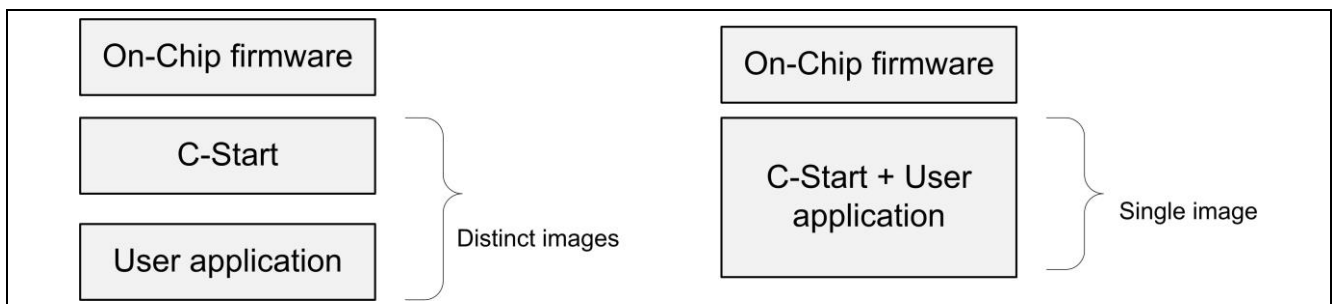 On-Chip firmware
C-Start
User application
Distinct images
On-Chip firmware
C-Start + User
application
Single image